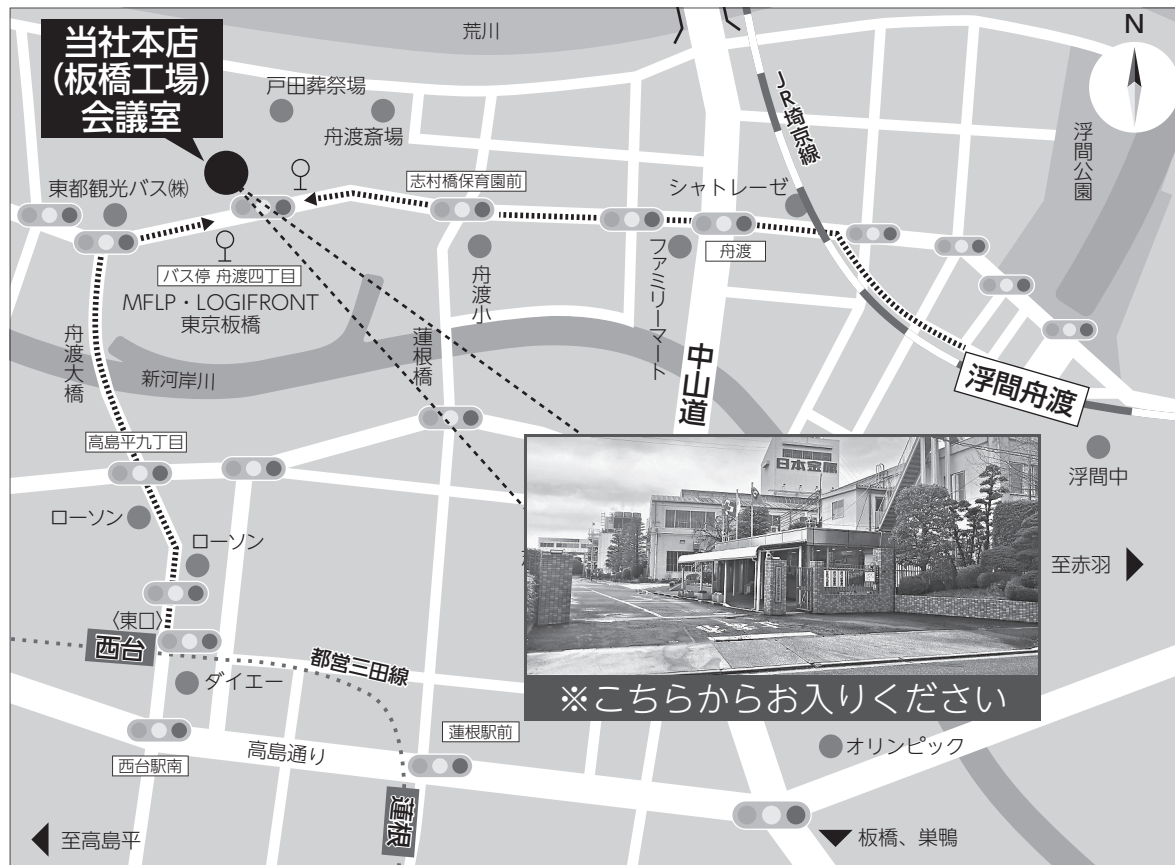 荒川
N
当社本店
(板橋工場)
会議室
戸田葬祭場
舟渡斎場
JR埼京線
浮間公園
東都観光バス㈱
志村橋保育園前
シャトレーゼ
バス停 舟渡四丁目
舟渡
MFLP・LOGIFRONT
東京板橋
舟渡小
ファミリーマート
舟渡大橋
蓮根橋
新河岸川
中山道
浮間舟渡
高島平九丁目
日本金属
浮間中
ローソン
ローソン
至赤羽
〈東口〉
西台
都営三田線
ダイエー
※こちらからお入りください
西台駅南
高島通り
蓮根駅前
オリンピック
蓮根
至高島平
板橋、巣鴨